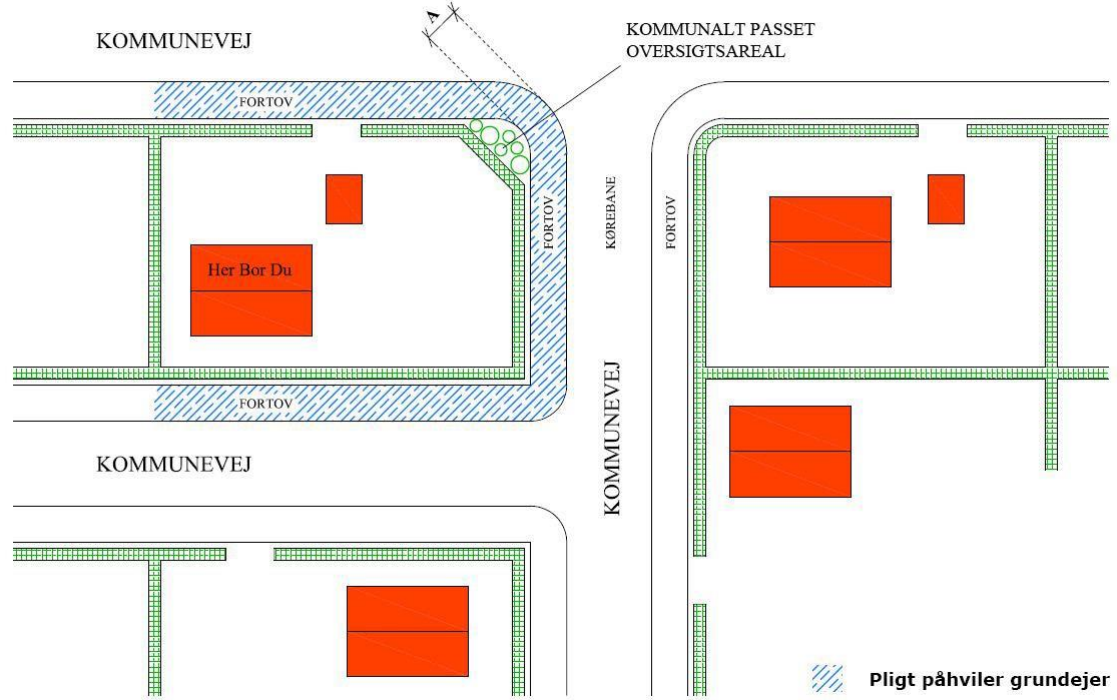 KOMMUNEVEJ
A
KOMMUNALT PASSET
OVERSIGTSAREAL
FORTOV
FORTOV
KØREBANE
FORTOV
Her Bor Du
FORTOV
KOMMUNEVEJ
KOMMUNEVEJ
Pligt påhviler grundejer